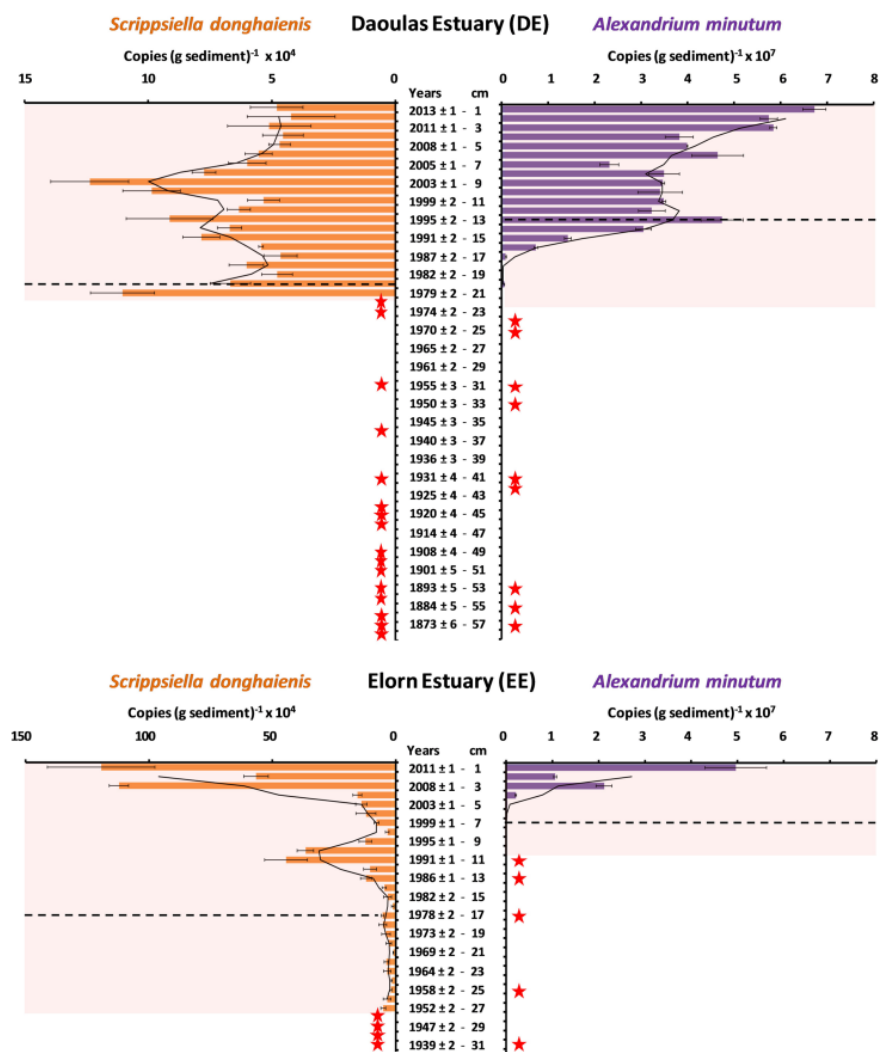 Scrippsiella donghaienis Daoulas Estuary (DE) Alexandrium minutum
Copies (g sediment)-1 x 10^4 Copies (g sediment)-1 x 10^7
15 10 5 0 0 1 2 3 4 5 6 7 8
Years cm
2013 ± 1 - 1
2011 ± 1 - 3
2008 ± 1 - 5
2005 ± 1 - 7
2003 ± 1 - 9
1999 ± 2 - 11
1995 ± 2 - 13
1991 ± 2 - 15
1987 ± 2 - 17
1982 ± 2 - 19
1979 ± 2 - 21
1974 ± 2 - 23
1970 ± 2 - 25
1965 ± 2 - 27
1961 ± 2 - 29
1955 ± 3 - 31
1950 ± 3 - 33
1945 ± 3 - 35
1940 ± 3 - 37
1936 ± 3 - 39
1931 ± 4 - 41
1925 ± 4 - 43
1920 ± 4 - 45
1914 ± 4 - 47
1908 ± 4 - 49
1901 ± 5 - 51
1893 ± 5 - 53
1884 ± 5 - 55
1873 ± 6 - 57
Scrippsiella donghaienis Elorn Estuary (EE) Alexandrium minutum
Copies (g sediment)-1 x 10^4 Copies (g sediment)-1 x 10^7
150 100 50 0 0 1 2 3 4 5 6 7 8
Years cm
2011 ± 1 - 1
2008 ± 1 - 3
2003 ± 1 - 5
1999 ± 1 - 7
1995 ± 1 - 9
1991 ± 1 - 11
1986 ± 1 - 13
1982 ± 2 - 15
1978 ± 2 - 17
1973 ± 2 - 19
1969 ± 2 - 21
1964 ± 2 - 23
1958 ± 2 - 25
1952 ± 2 - 27
1947 ± 2 - 29
1939 ± 2 - 31